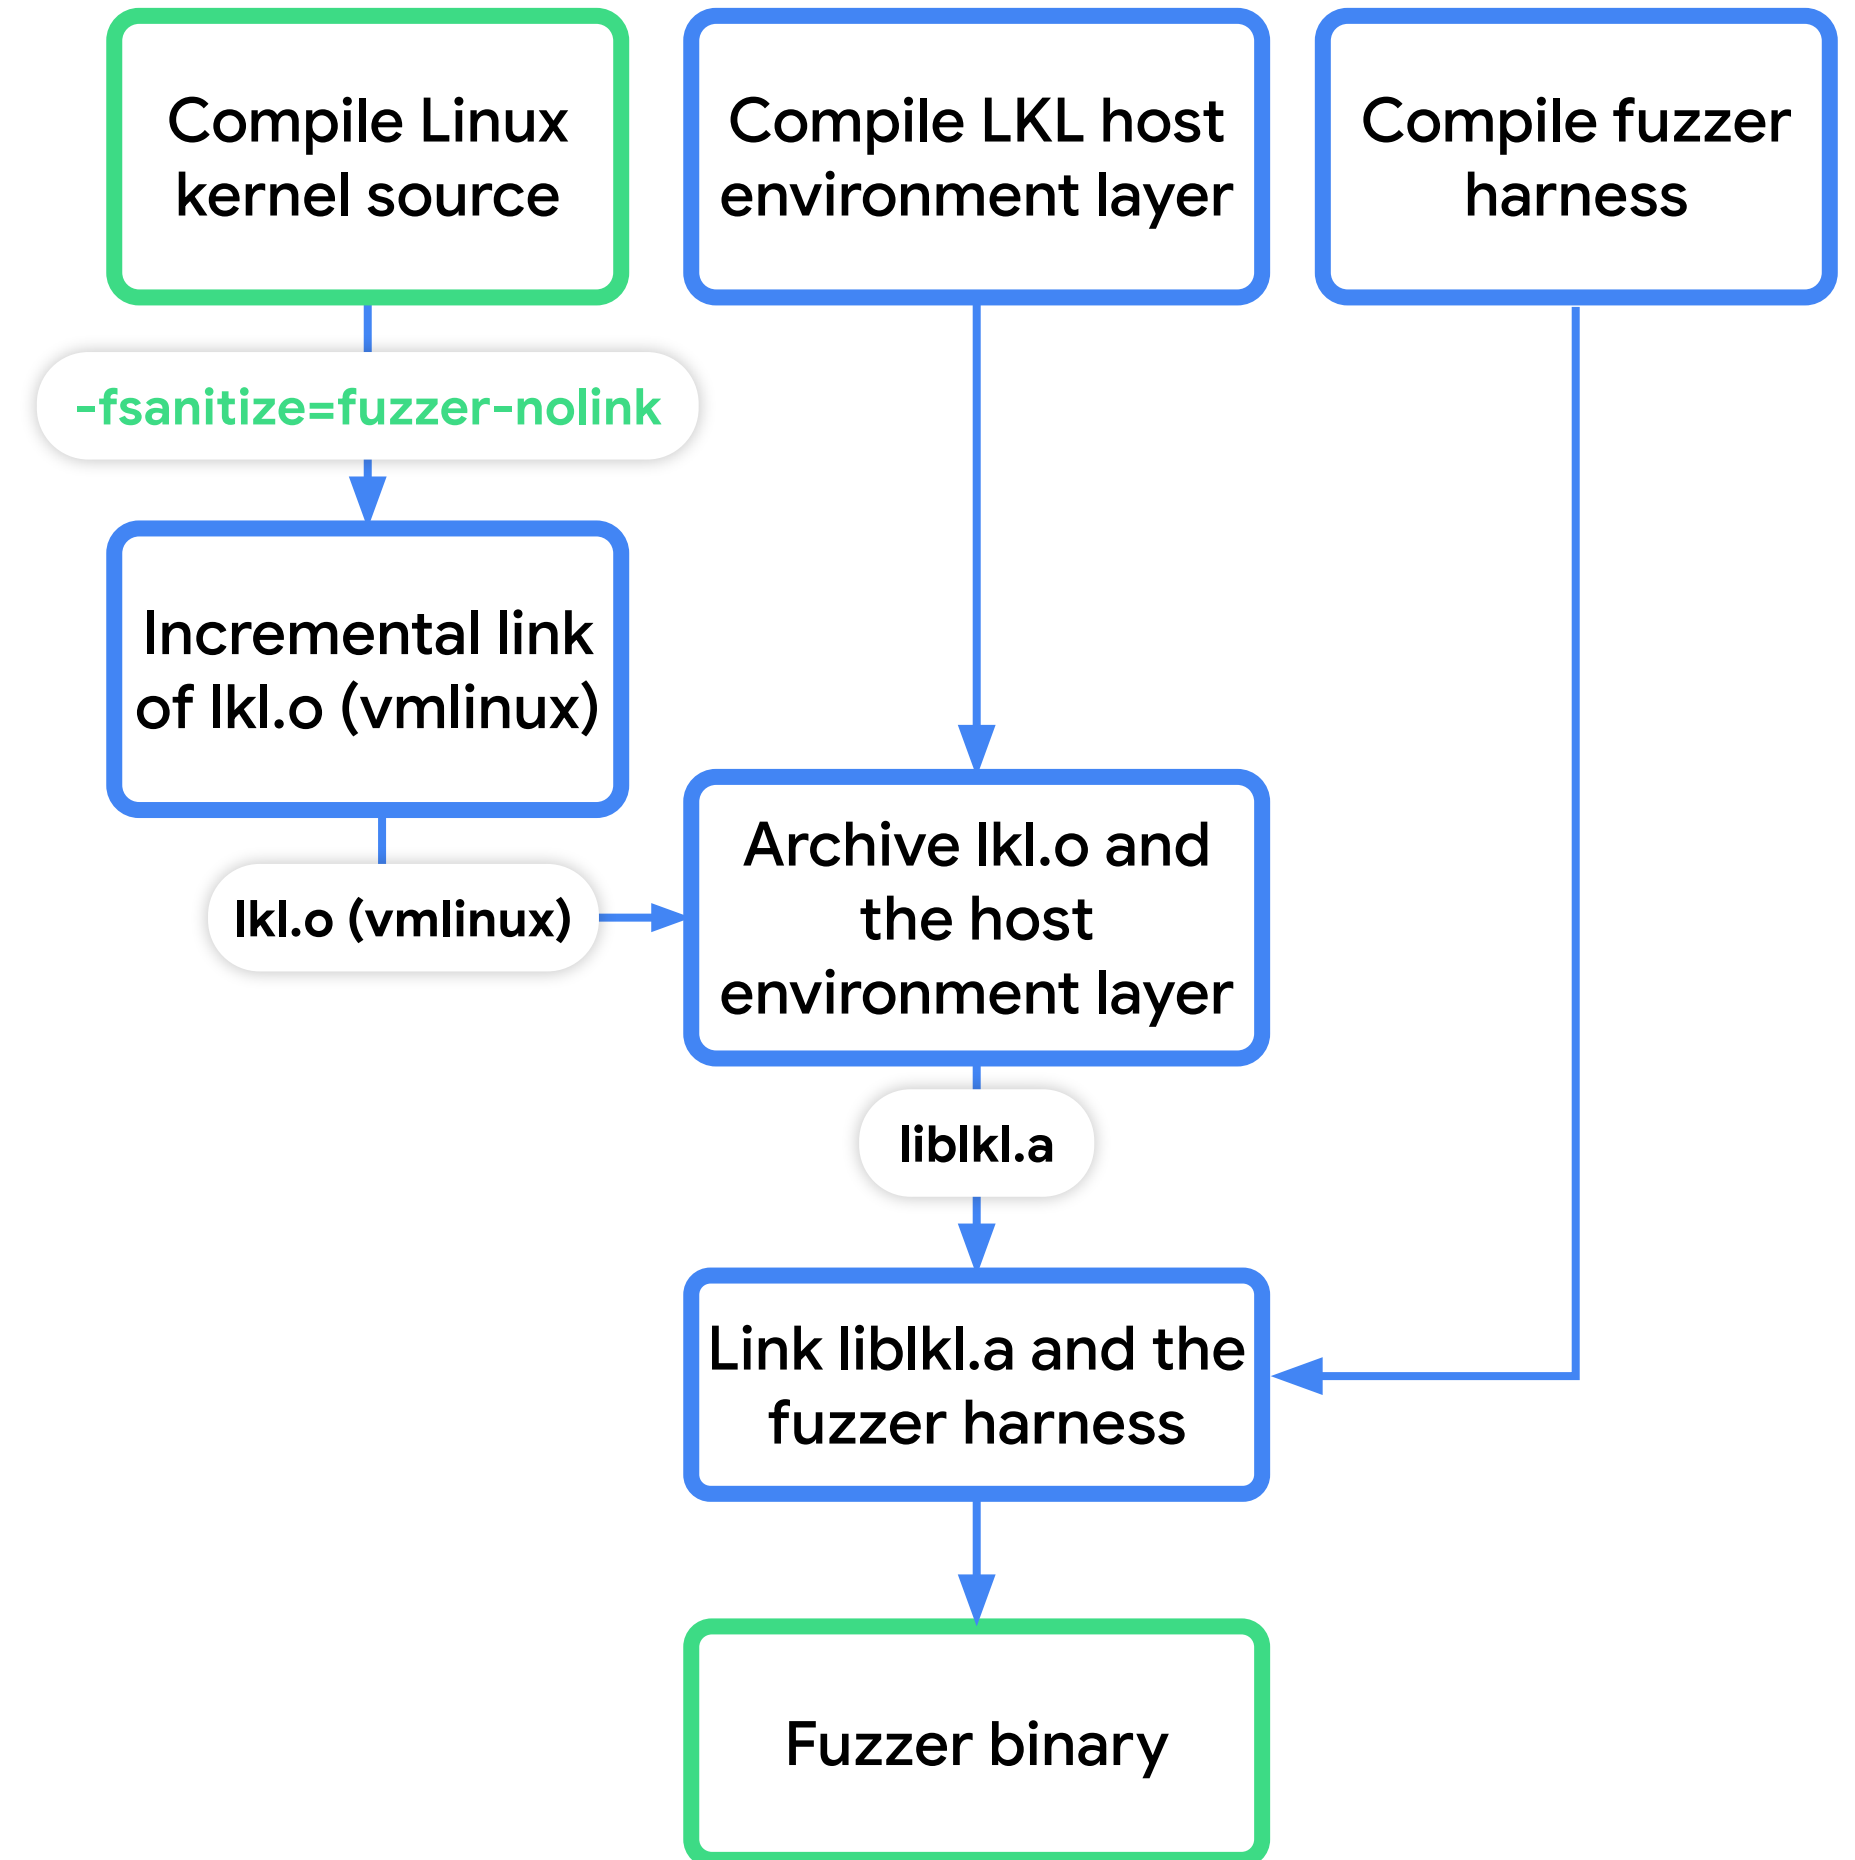 Compile Linux
kernel source
Compile LKL host
environment layer
Compile fuzzer
harness
-fsanitize=fuzzer-nolink
Incremental link
of lkl.o (vmlinux)
lkl.o (vmlinux)
Archive lkl.o and
the host
environment layer
liblkl.a
Link liblkl.a and the
fuzzer harness
Fuzzer binary